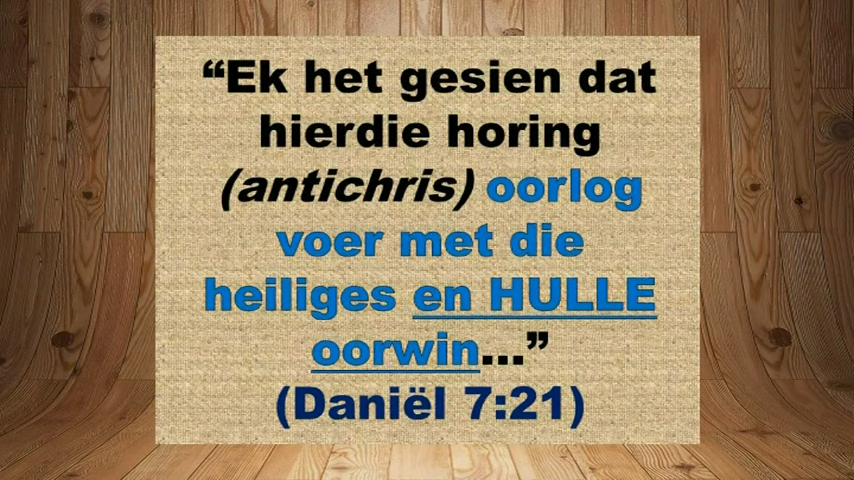 “Ek het gesien dat
hierdie horing
(antichris) oorlog
voer met die
heiliges en HULLE
oorwin...”
(Daniël 7:21)